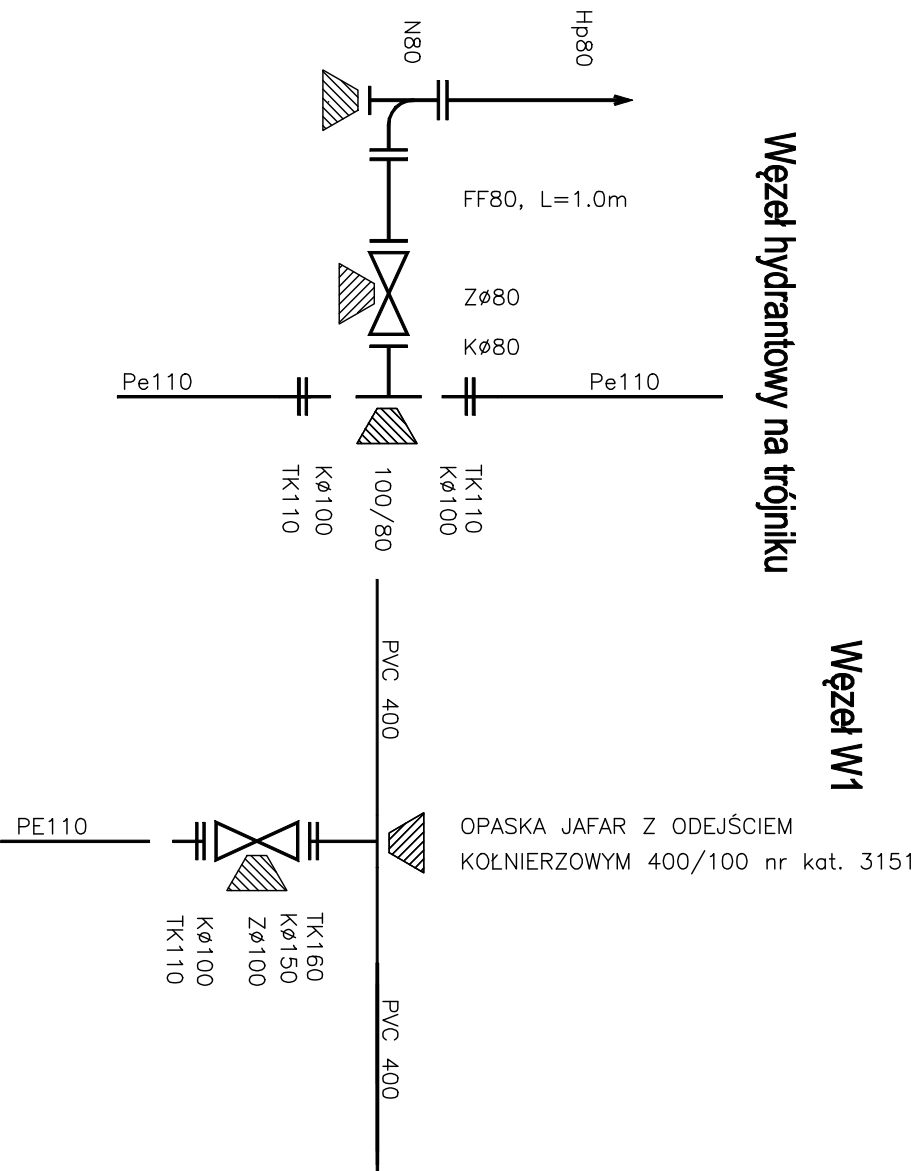 Węzeł hydrantowy na trójniku
Hp80
N80
FF80, L=1.0m
Zø80
Kø80
Pe110
Pe110
TK110
Kø100
100/80
Kø100
TK110
Węzeł W1
PVC 400
OPASKA JAFAR Z ODEJŚCIEM
KOŁNIERZOWYM 400/100 nr kat. 3151
PE110
TK160
Kø150
Zø100
Kø100
TK110
PVC 400